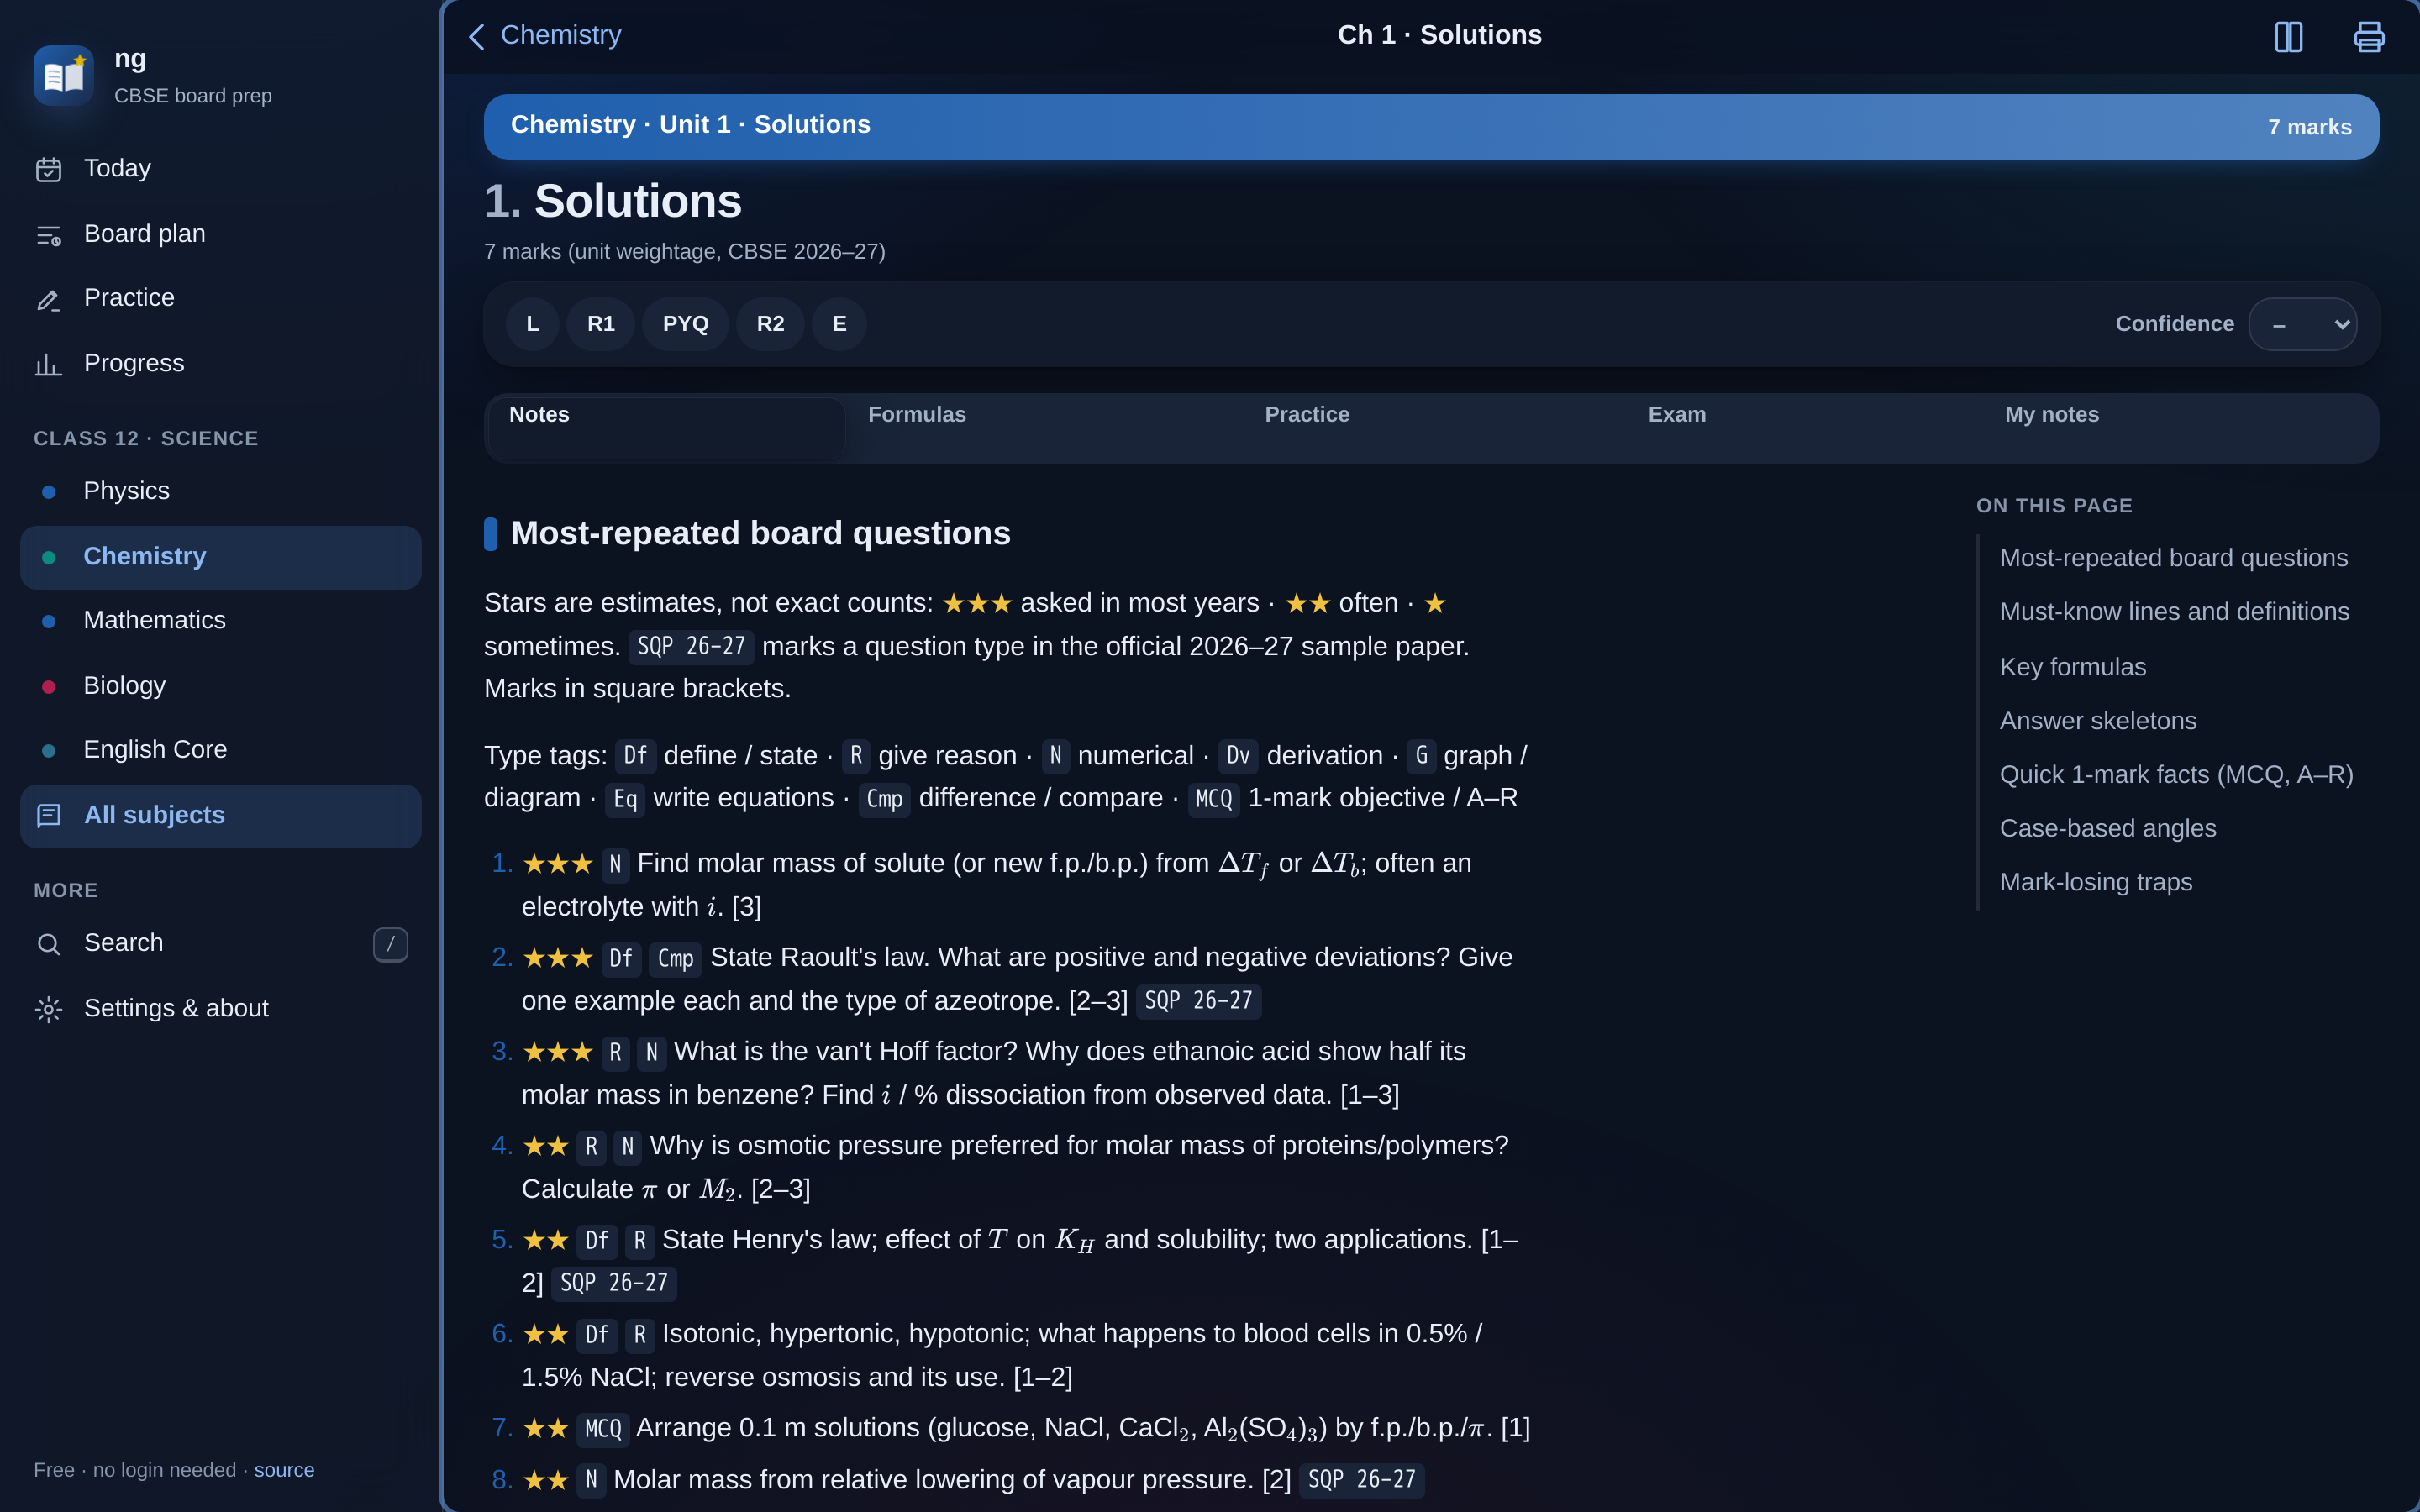 ng
CBSE board prep
Today
Board plan
Practice
Progress
CLASS 12 · SCIENCE
Physics
Chemistry
Mathematics
Biology
English Core
All subjects
MORE
Search /
Settings & about
Free · no login needed · source
Chemistry
Ch 1 · Solutions
Chemistry · Unit 1 · Solutions
7 marks
1. Solutions
7 marks (unit weightage, CBSE 2026–27)
L R1 PYQ R2 E
Confidence –
Notes Formulas Practice Exam My notes
Most-repeated board questions
Stars are estimates, not exact counts: ★★★ asked in most years · ★★ often · ★
sometimes. SQP 26–27 marks a question type in the official 2026–27 sample paper.
Marks in square brackets.
Type tags: Df define / state · R give reason · N numerical · Dv derivation · G graph /
diagram · Eq write equations · Cmp difference / compare · MCQ 1-mark objective / A–R
1. ★★★ N Find molar mass of solute (or new f.p./b.p.) from ΔT_f or ΔT_b; often an
electrolyte with i. [3]
2. ★★★ Df Cmp State Raoult's law. What are positive and negative deviations? Give
one example each and the type of azeotrope. [2–3] SQP 26–27
3. ★★★ R N What is the van't Hoff factor? Why does ethanoic acid show half its
molar mass in benzene? Find i / % dissociation from observed data. [1–3]
4. ★★ R N Why is osmotic pressure preferred for molar mass of proteins/polymers?
Calculate π or M₂. [2–3]
5. ★★ Df R State Henry's law; effect of T on K_H and solubility; two applications. [1–
2] SQP 26–27
6. ★★ Df R Isotonic, hypertonic, hypotonic; what happens to blood cells in 0.5% /
1.5% NaCl; reverse osmosis and its use. [1–2]
7. ★★ MCQ Arrange 0.1 m solutions (glucose, NaCl, CaCl₂, Al₂(SO₄)₃) by f.p./b.p./π. [1]
8. ★★ N Molar mass from relative lowering of vapour pressure. [2] SQP 26–27
ON THIS PAGE
Most-repeated board questions
Must-know lines and definitions
Key formulas
Answer skeletons
Quick 1-mark facts (MCQ, A–R)
Case-based angles
Mark-losing traps